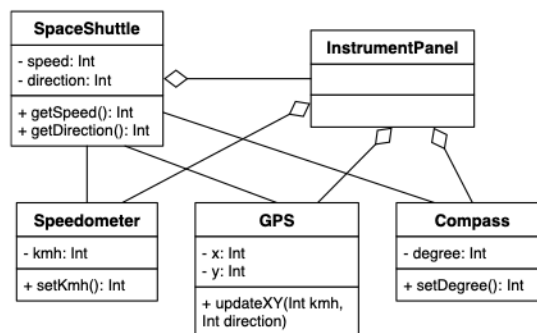 SpaceShuttle
- speed: Int
- direction: Int
+ getSpeed(): Int
+ getDirection(): Int
InstrumentPanel
Speedometer
- kmh: Int
+ setKmh(): Int
GPS
- x: Int
- y: Int
+ updateXY(Int kmh,
Int direction)
Compass
- degree: Int
+ setDegree(): Int